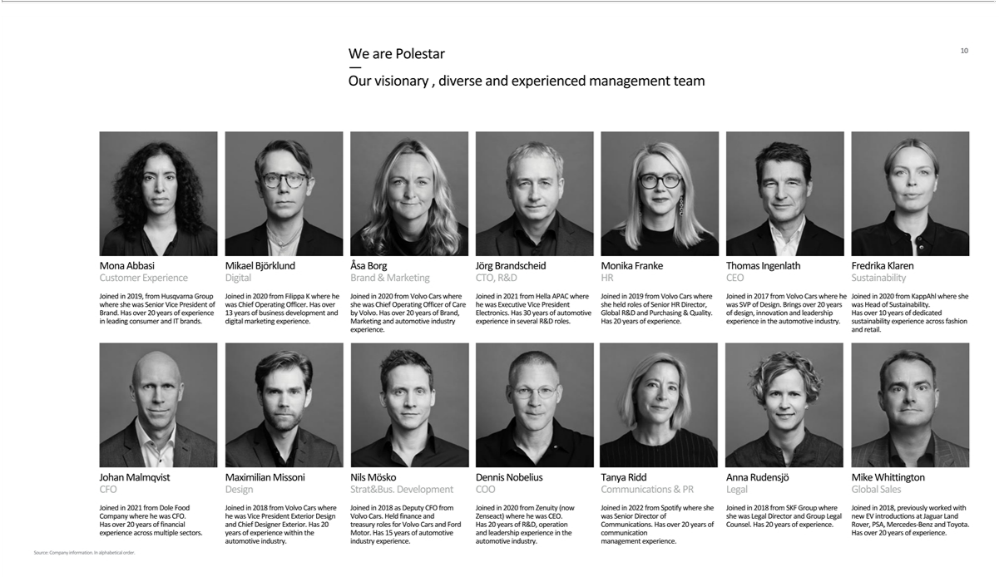 We are Polestar
—
Our visionary , diverse and experienced management team
10
Mona Abbasi
Customer Experience
Joined in 2019, from Husqvarna Group
where she was Senior Vice President of
Brand. Has over 20 years of experience
in leading consumer and IT brands.
Mikael Björklund
Digital
Joined in 2020 from Filippa K where he
was Chief Operating Officer. Has over
13 years of business development and
digital marketing experience.
Åsa Borg
Brand & Marketing
Joined in 2020 from Volvo Cars where
she was Chief Operating Officer of Care
by Volvo. Has over 20 years of Brand,
Marketing and automotive industry
experience.
Jörg Brandscheid
CTO, R&D
Joined in 2021 from Hella APAC where
he was Executive Vice President
Electronics. Has 30 years of automotive
experience in several R&D roles.
Monika Franke
HR
Joined in 2019 from Volvo Cars where
she held roles of Senior HR Director,
Global R&D and Purchasing & Quality.
Has 20 years of experience.
Thomas Ingenlath
CEO
Joined in 2017 from Volvo Cars where he
was SVP of Design. Brings over 20 years
of design, innovation and leadership
experience in the automotive industry.
Fredrika Klaren
Sustainability
Joined in 2020 from KappAhl where she
was Head of Sustainability.
Has over 10 years of dedicated
sustainability experience across fashion
and retail.
Johan Malmqvist
CFO
Joined in 2021 from Dole Food
Company where he was CFO.
Has over 20 years of financial
experience across multiple sectors.
Maximilian Missoni
Design
Joined in 2018 from Volvo Cars where
he was Vice President Exterior Design
and Chief Designer Exterior. Has 20
years of experience within the
automotive industry.
Nils Mösko
Strat&Bus. Development
Joined in 2018 as Deputy CFO from
Volvo Cars. Held finance and
treasury roles for Volvo Cars and Ford
Motor. Has 15 years of automotive
industry experience.
Dennis Nobelius
COO
Joined in 2020 from Zenuity (now
Zenseact) where he was CEO.
Has 20 years of R&D, operation
and leadership experience in the
automotive industry.
Tanya Ridd
Communications & PR
Joined in 2022 from Spotify where she
was Senior Director of
Communications. Has over 20 years of
communication
management experience.
Anna Rudensjö
Legal
Joined in 2018 from SKF Group where
she was Legal Director and Group Legal
Counsel. Has 20 years of experience.
Mike Whittington
Global Sales
Joined in 2018, previously worked with
new EV introductions at Jaguar Land
Rover, PSA, Mercedes-Benz and Toyota.
Has over 20 years of experience.
Source: Company information. In alphabetical order.